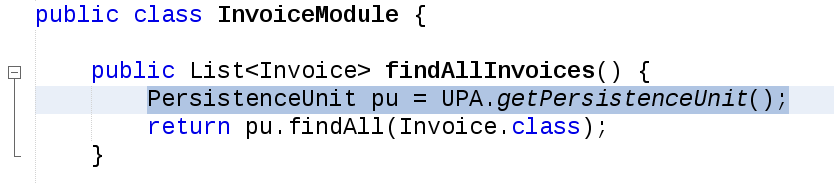 public class InvoiceModule {
public List<Invoice> findAllInvoices() {
PersistenceUnit pu = UPA.getPersistenceUnit();
return pu.findAll(Invoice.class);
}